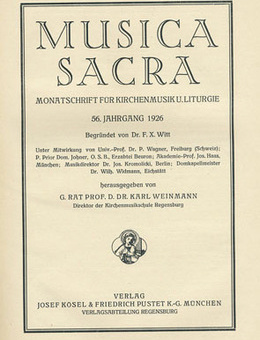 MUSICA
SACRA
MONATSCHRIFT FÜR KIRCHENMUSIK U. LITURGIE
56. JAHRGANG 1926
Begründet von Dr. F. X. Witt
Unter Mitwirkung von Univ.-Prof. Dr. P. Wagner, Freiburg (Schweiz);
P. Prior Dom. Johner, O. S. B., Erzabtei Beuron; Akademie-Prof. Jos. Haas,
München; Musikdirektor Dr. Jos. Kromolicki, Berlin; Domkapellmeister
Dr. Wilh. Widmann, Eichstätt
herausgegeben von
G. RAT PROF. D. DR. KARL WEINMANN
Direktor der Kirchenmusikschule Regensburg
VERLAG
JOSEF KÖSEL & FRIEDRICH PUSTET K.-G. MÜNCHEN
VERLAGSABTEILUNG REGENSBURG